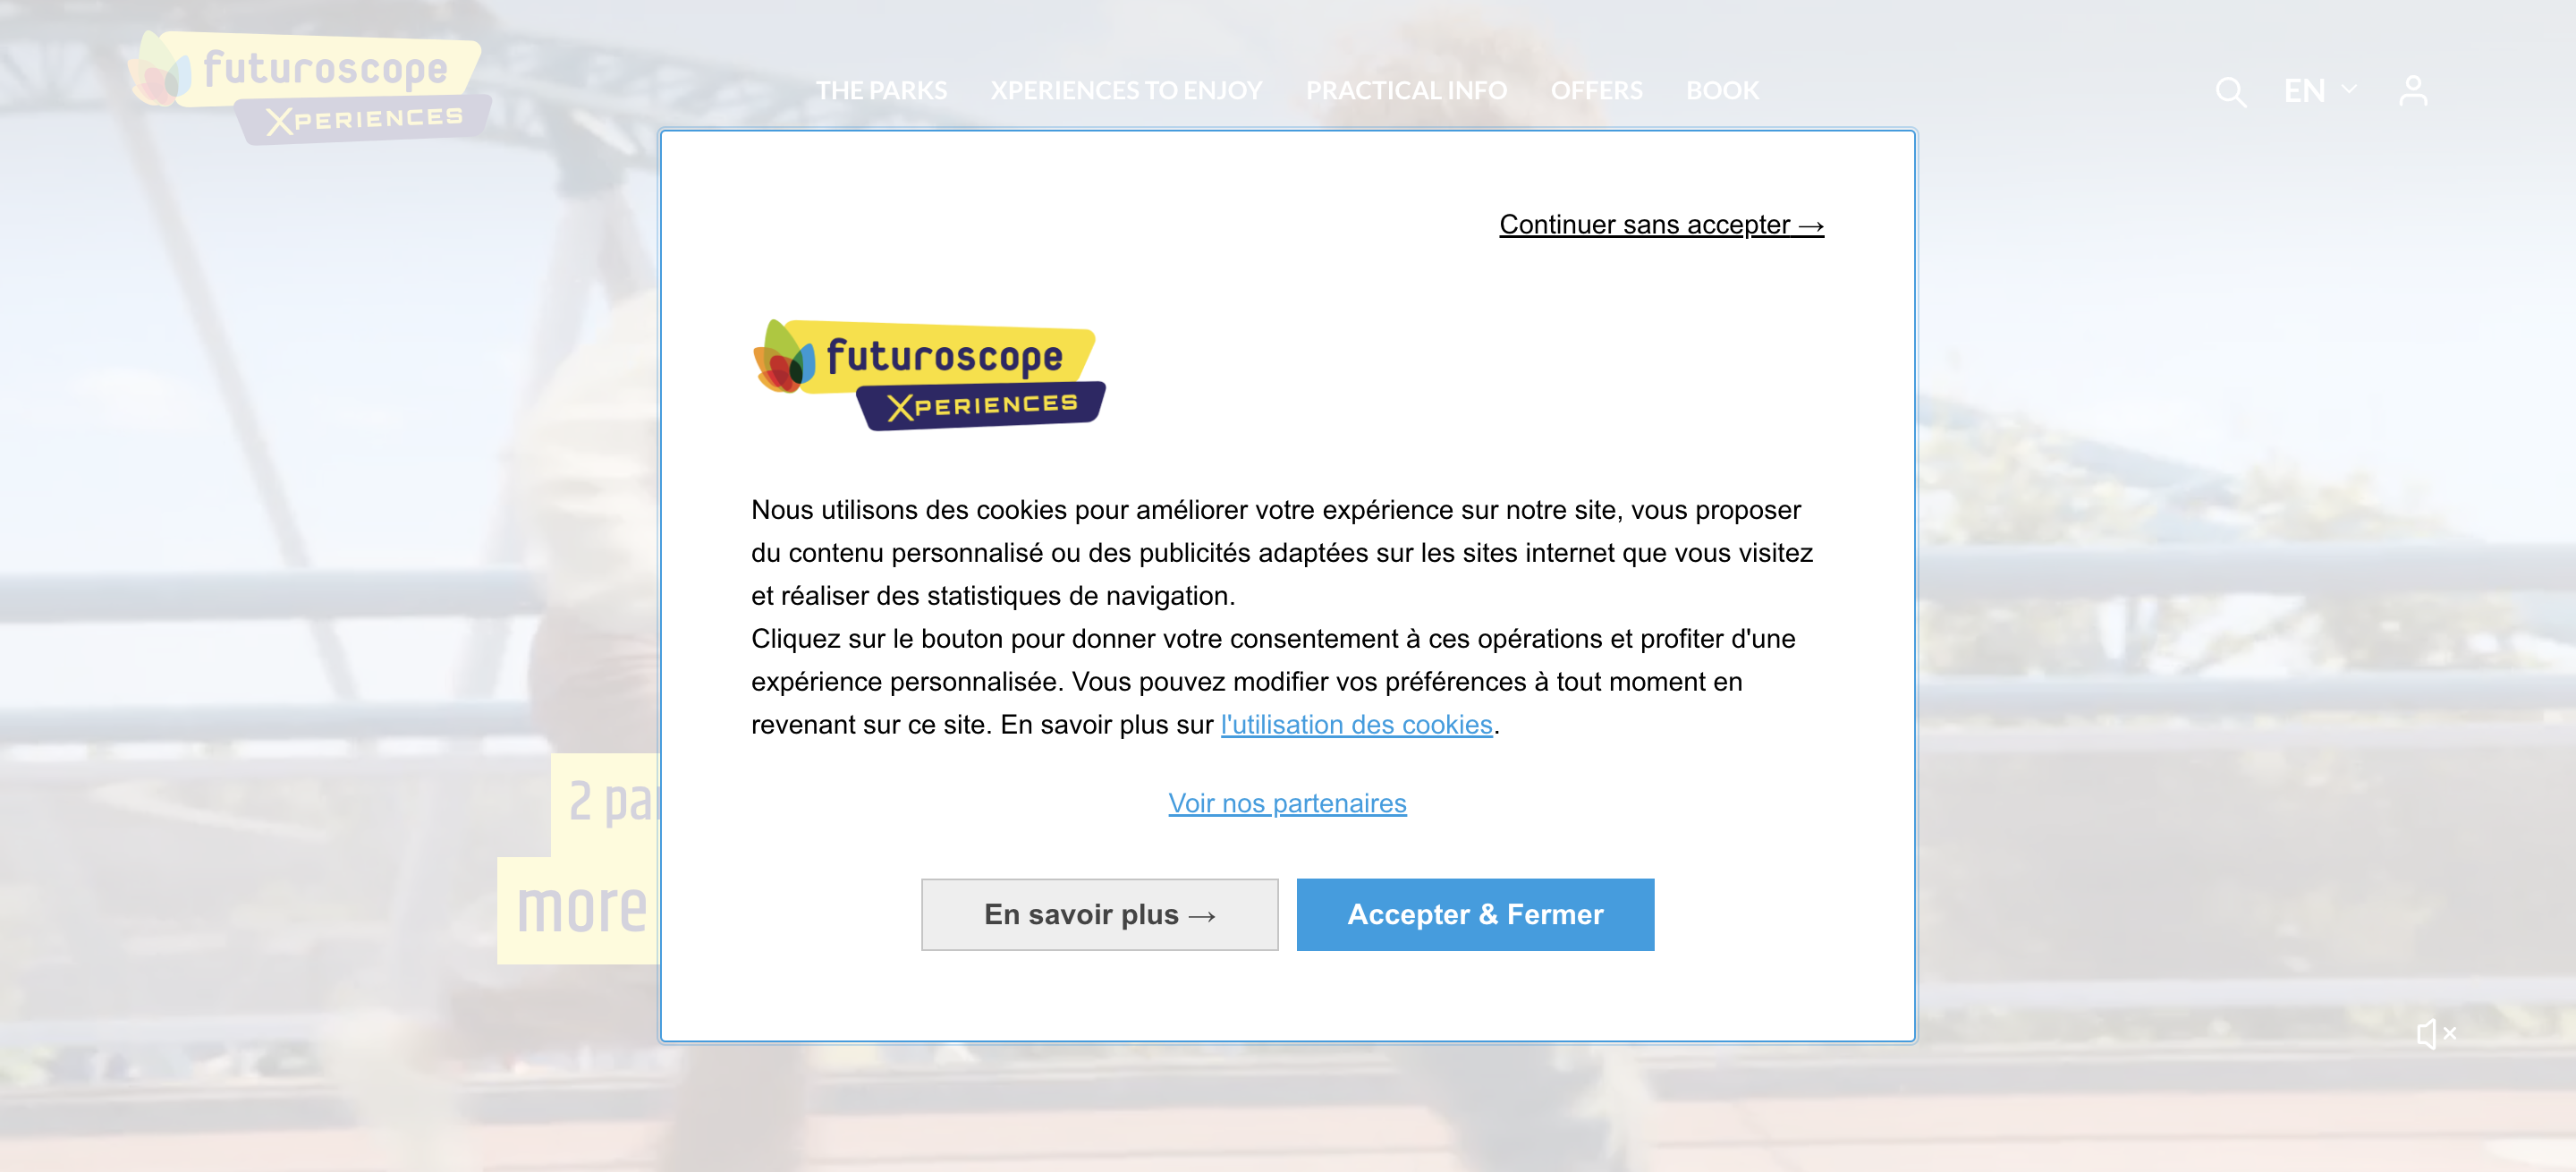 futuroscope
XPERIENCES
THE PARKS XPERIENCES TO ENJOY PRACTICAL INFO OFFERS BOOK
EN
Continuer sans accepter →
futuroscope
XPERIENCES
Nous utilisons des cookies pour améliorer votre expérience sur notre site, vous proposer
du contenu personnalisé ou des publicités adaptées sur les sites internet que vous visitez
et réaliser des statistiques de navigation.
Cliquez sur le bouton pour donner votre consentement à ces opérations et profiter d'une
expérience personnalisée. Vous pouvez modifier vos préférences à tout moment en
revenant sur ce site. En savoir plus sur l'utilisation des cookies.
Voir nos partenaires
2
more
En savoir plus →
Accepter & Fermer